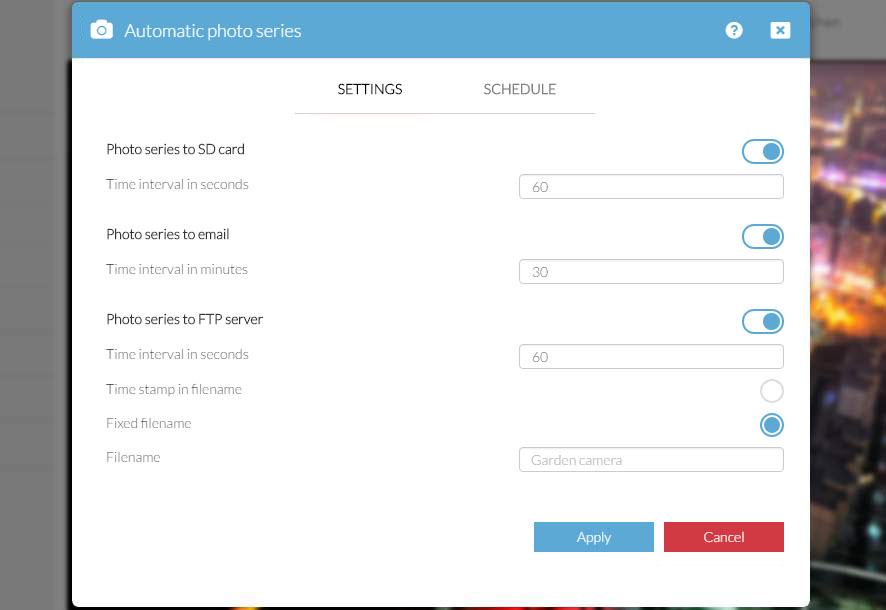 Automatic photo series
SETTINGS
SCHEDULE
Photo series to SD card
Time interval in seconds
60
Photo series to email
Time interval in minutes
30
Photo series to FTP server
Time interval in seconds
60
Time stamp in filename
Fixed filename
Filename
Garden camera
Apply
Cancel